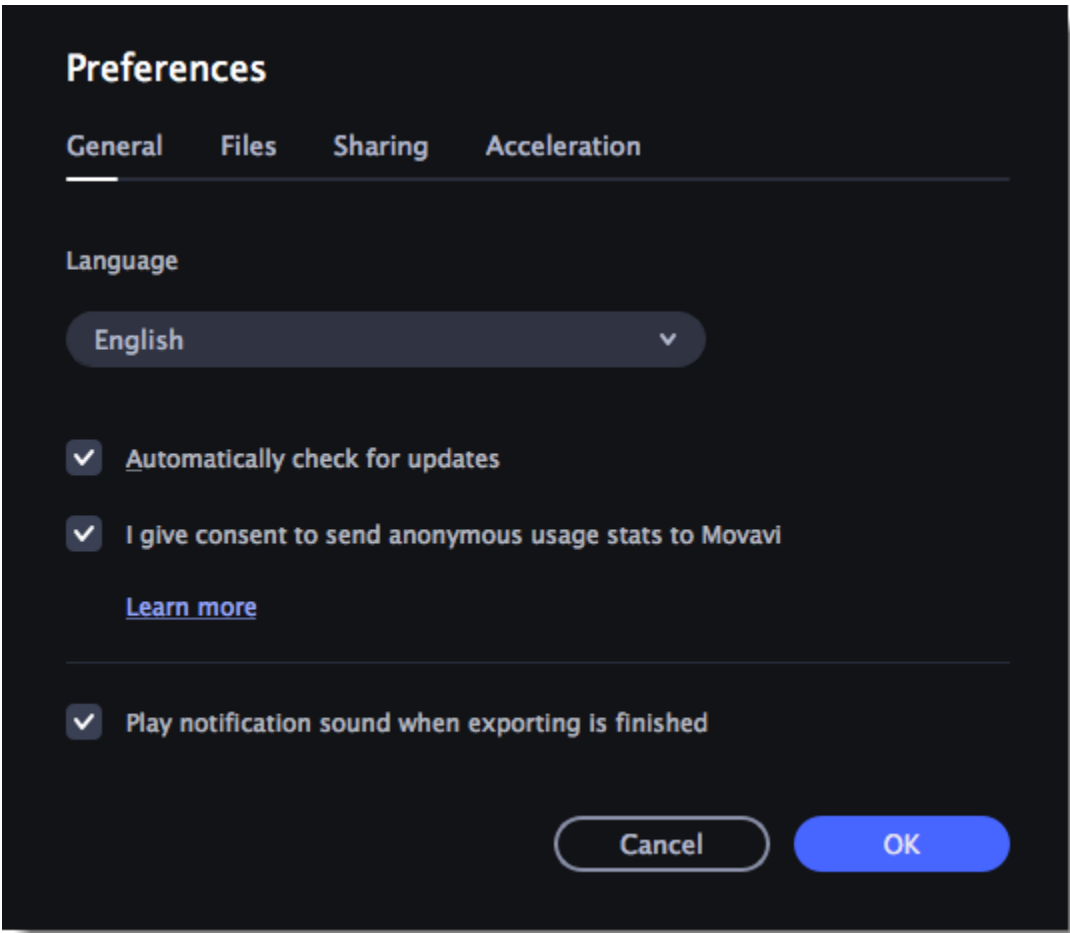 Preferences
General Files Sharing Acceleration
Language
English
Automatically check for updates
I give consent to send anonymous usage stats to Movavi
Learn more
Play notification sound when exporting is finished
Cancel OK